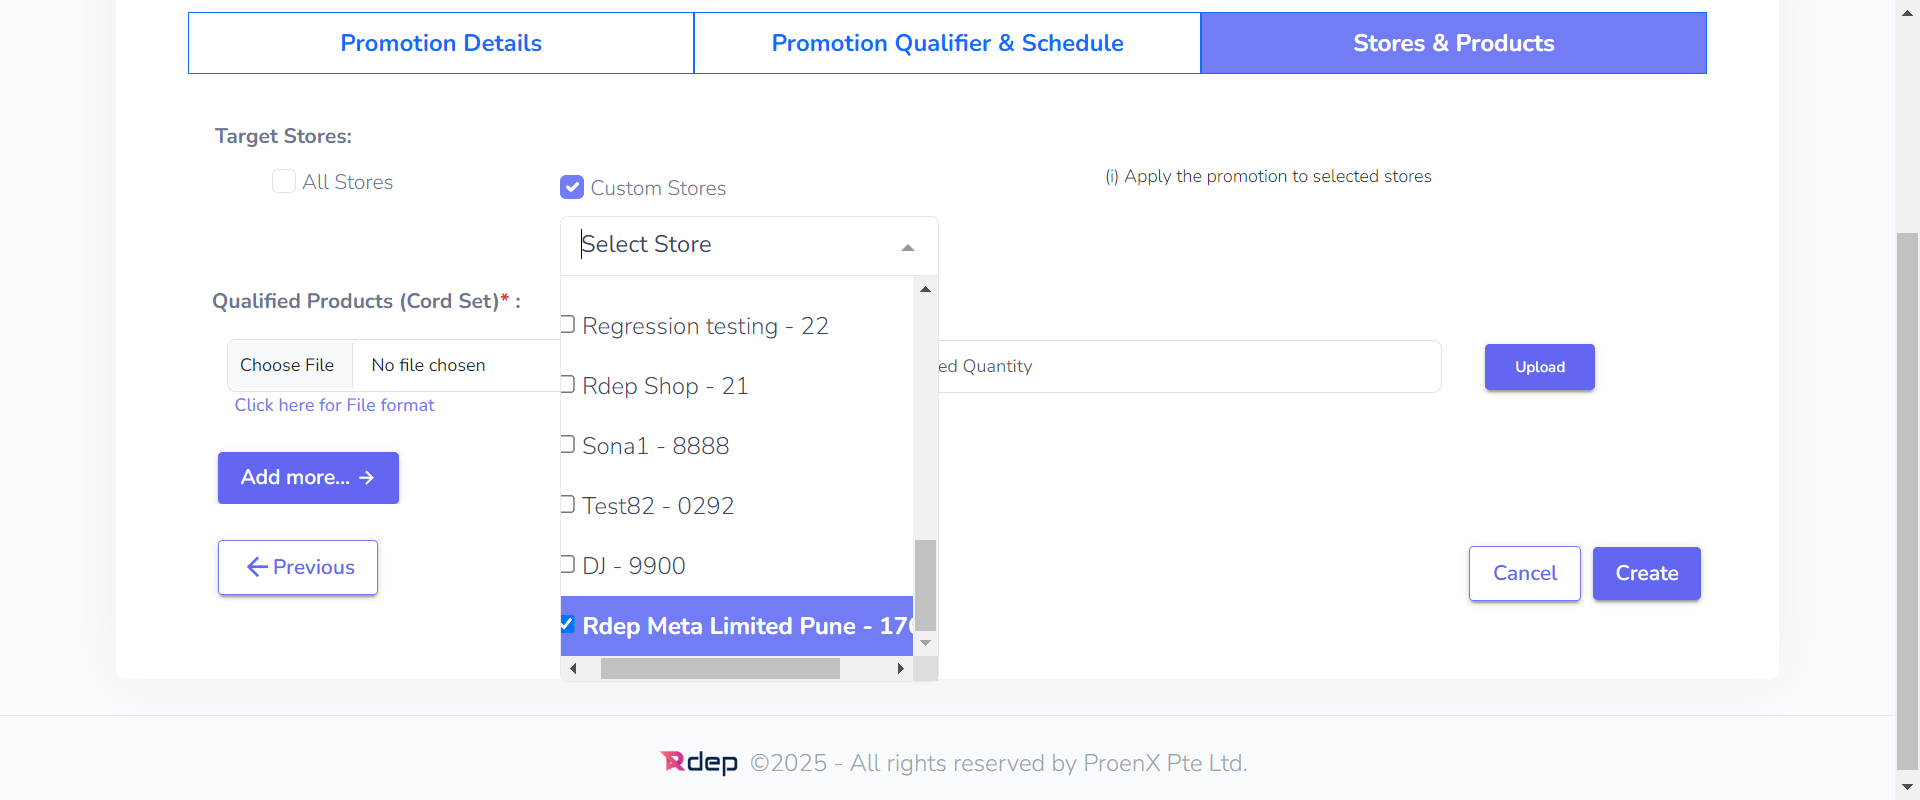 Promotion Details
Promotion Qualifier & Schedule
Stores & Products
Target Stores:
All Stores
Custom Stores
(i) Apply the promotion to selected stores
Select Store
Qualified Products (Cord Set)* :
Regression testing - 22
Choose File No file chosen
ed Quantity
Upload
Rdep Shop - 21
Click here for File format
Sona1 - 8888
Add more...
Test82 - 0292
Previous
DJ - 9900
Cancel
Create
Rdep Meta Limited Pune - 17
Rdep ©2025 - All rights reserved by ProenX Pte Ltd.